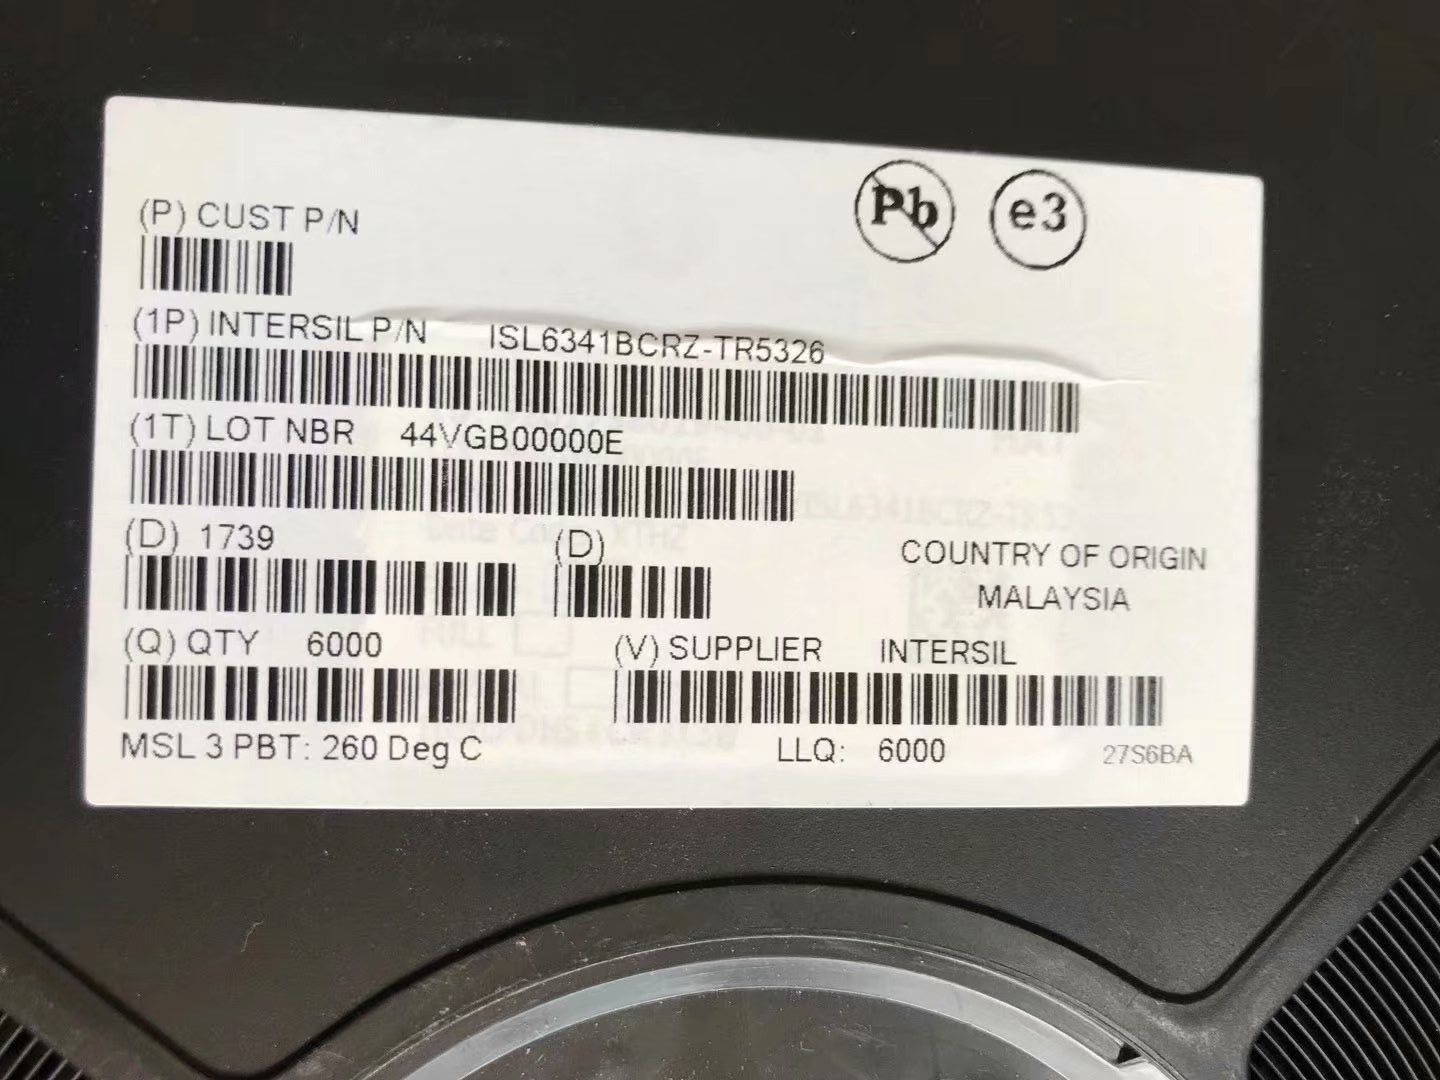 Pb e3
(P) CUST P/N
(1P) INTERSIL P/N ISL6341BCRZ-TR5326
(1T) LOT NBR 44VGB00000E
(D) 1739 (D)
COUNTRY OF ORIGIN
MALAYSIA
(Q) QTY 6000 (V) SUPPLIER INTERSIL
MSL 3 PBT: 260 Deg C LLQ: 6000 27S6BA